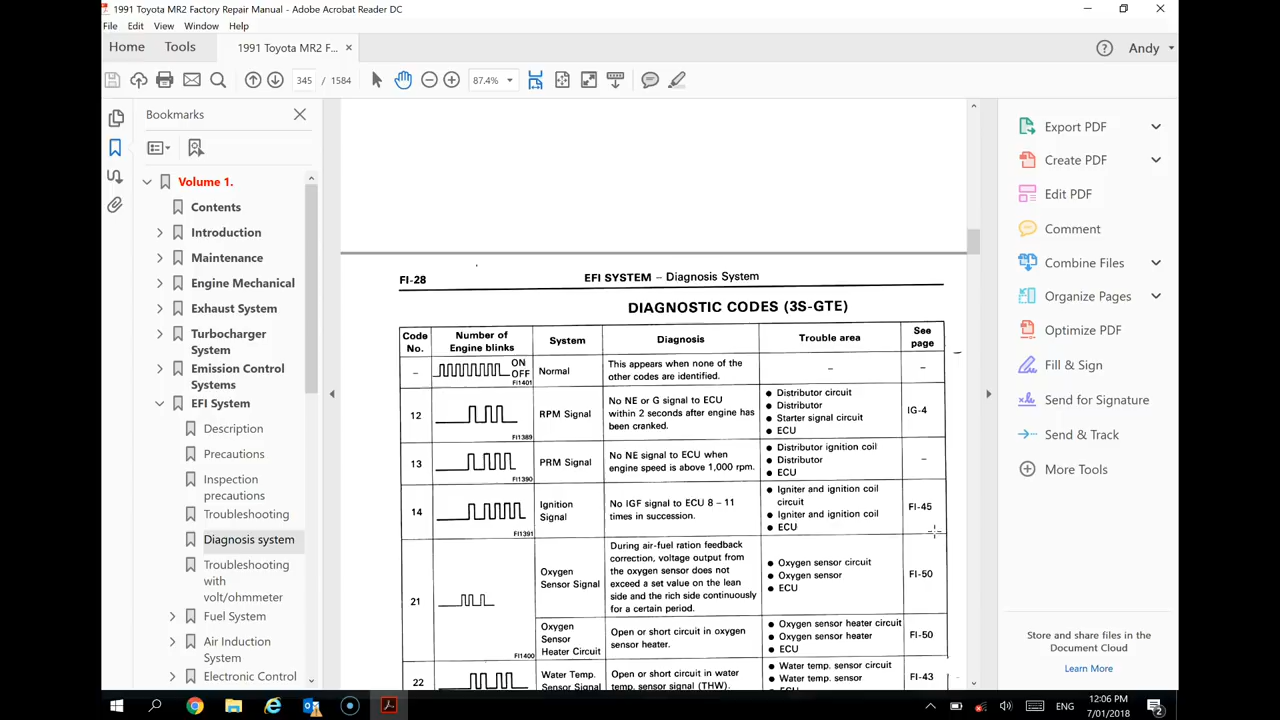 1991 Toyota MR2 Factory Repair Manual - Adobe Acrobat Reader DC
File Edit View Window Help
Home Tools 1991 Toyota MR2 F... × Andy
345 / 1584 87.4%
Bookmarks
Volume 1.
Contents
Introduction
Maintenance
Engine Mechanical
Exhaust System
Turbocharger
System
Emission Control
Systems
EFI System
Description
Precautions
Inspection
precautions
Troubleshooting
Diagnosis system
Troubleshooting
with
volt/ohmmeter
Fuel System
Air Induction
System
Electronic Control
FI-28 EFI SYSTEM – Diagnosis System
DIAGNOSTIC CODES (3S-GTE)
Code
No.
Number of
Engine blinks
System
Diagnosis
Trouble area
See
page
–
ON
OFF
FI1401
Normal
This appears when none of the
other codes are identified.
–
–
12
FI1389
RPM Signal
No NE or G signal to ECU
within 2 seconds after engine has
been cranked.
● Distributor circuit
● Distributor
● Starter signal circuit
● ECU
IG-4
13
FI1390
PRM Signal
No NE signal to ECU when
engine speed is above 1,000 rpm.
● Distributor ignition coil
● Distributor
● ECU
–
14
FI1391
Ignition
Signal
No IGF signal to ECU 8 – 11
times in succession.
● Igniter and ignition coil
circuit
● Igniter and ignition coil
● ECU
FI-45
21
FI1400
Oxygen
Sensor Signal
During air-fuel ration feedback
correction, voltage output from
the oxygen sensor does not
exceed a set value on the lean
side and the rich side continuously
for a certain period.
● Oxygen sensor circuit
● Oxygen sensor
● ECU
FI-50
Oxygen
Sensor
Heater Circuit
Open or short circuit in oxygen
sensor heater.
● Oxygen sensor heater circuit
● Oxygen sensor heater
● ECU
FI-50
22
Water Temp.
Sensor Signal
Open or short circuit in water
temp. sensor signal (THW).
● Water temp. sensor circuit
● Water temp. sensor
● ECU
FI-43
Export PDF
Create PDF
Edit PDF
Comment
Combine Files
Organize Pages
Optimize PDF
Fill & Sign
Send for Signature
Send & Track
More Tools
Store and share files in the
Document Cloud
Learn More
ENG
12:06 PM
7/01/2018
2